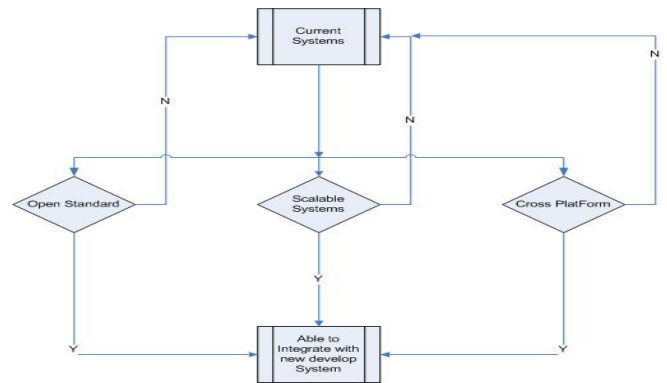 Current
Systems
N
N
N
Open Standard
Scalable
Systems
Cross PlatForm
Y
Y
Y
Able to
Integrate with
new develop
System